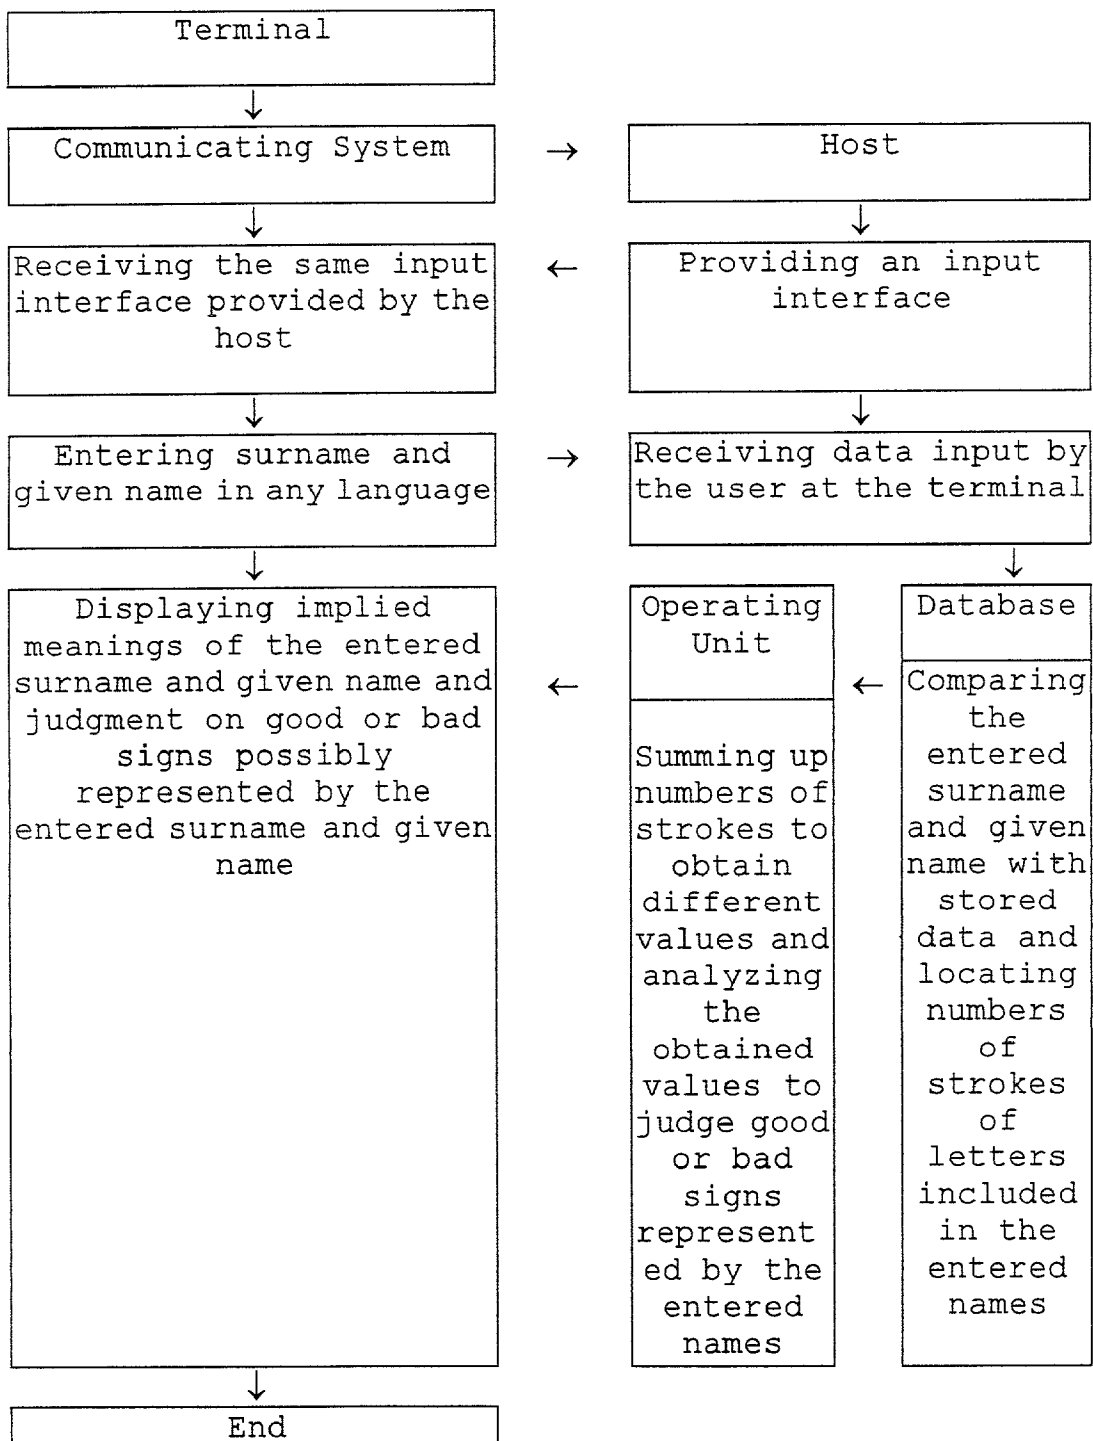 Terminal
↓
Communicating System
→
Host
↓
↓
Receiving the same input
interface provided by the
host
←
Providing an input
interface
↓
↓
Entering surname and
given name in any language
→
Receiving data input by
the user at the terminal
↓
↓
Displaying implied
meanings of the entered
surname and given name and
judgment on good or bad
signs possibly
represented by the
entered surname and given
name
←
Operating
Unit
Summing up
numbers of
strokes to
obtain
different
values and
analyzing
the
obtained
values to
judge good
or bad
signs
represent
ed by the
entered
names
←
Database
Comparing
the
entered
surname
and given
name with
stored
data and
locating
numbers
of
strokes
of
letters
included
in the
entered
names
↓
End